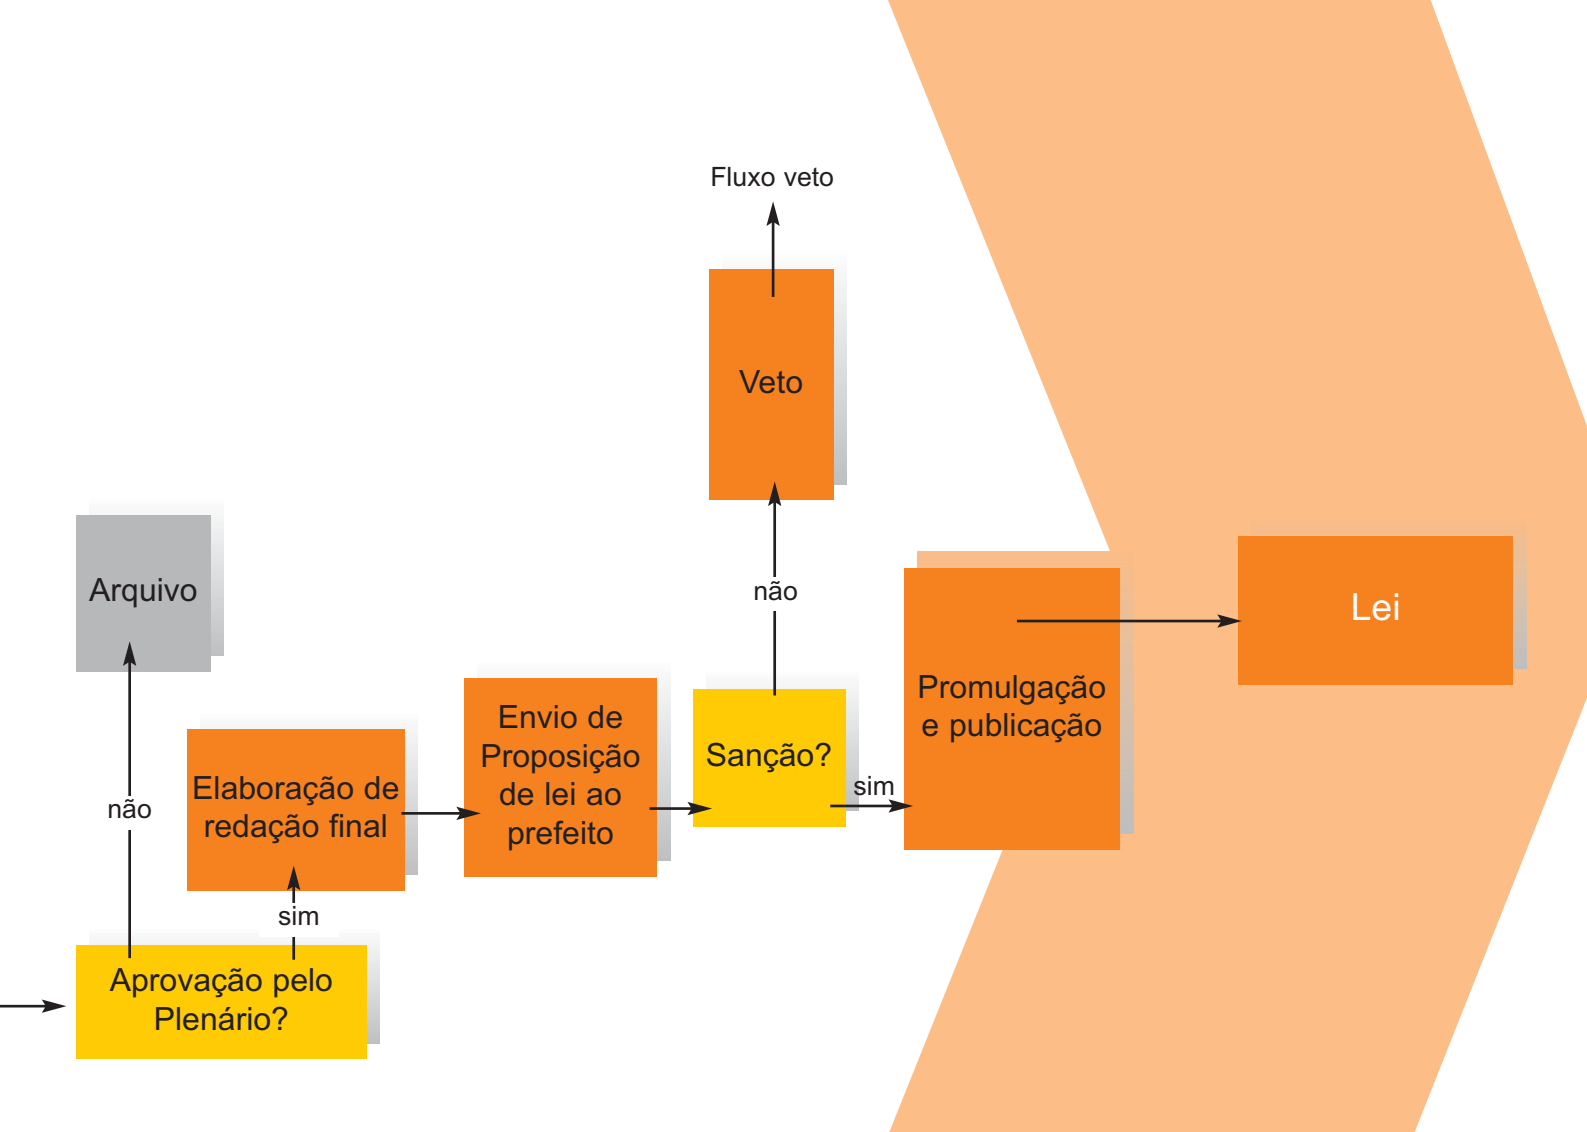 Fluxo veto
Veto
Arquivo
não
não
Lei
Promulgação
e publicação
Envio de
Proposição
de lei ao
prefeito
Sanção?
sim
Elaboração de
redação final
sim
Aprovação pelo
Plenário?